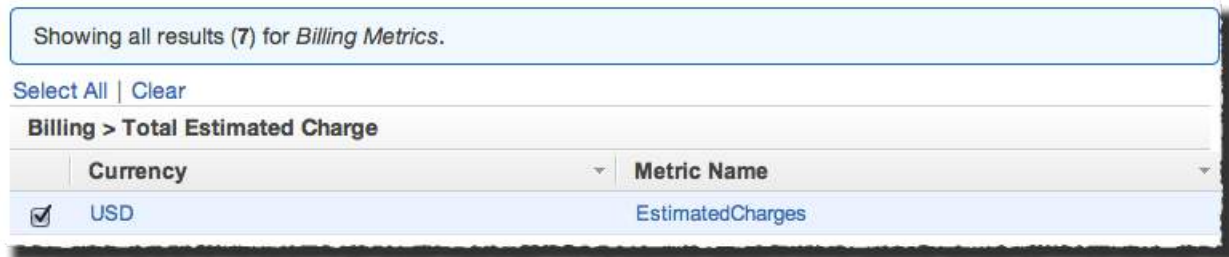 Showing all results (7) for Billing Metrics.
Select All | Clear
Billing > Total Estimated Charge
Currency Metric Name
USD EstimatedCharges